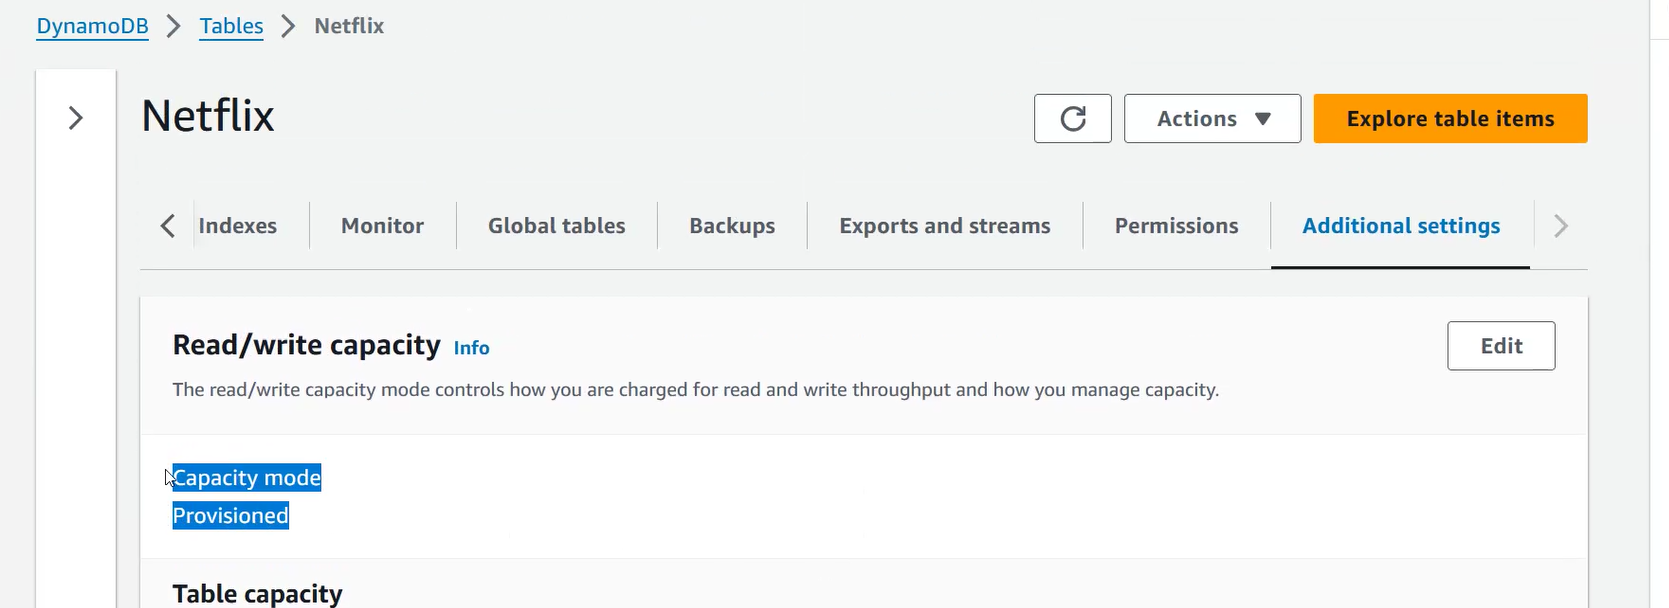 DynamoDB > Tables > Netflix
Netflix
Actions ▼ Explore table items
Indexes Monitor Global tables Backups Exports and streams Permissions Additional settings
Read/write capacity Info
Edit
The read/write capacity mode controls how you are charged for read and write throughput and how you manage capacity.
Capacity mode
Provisioned
Table capacity